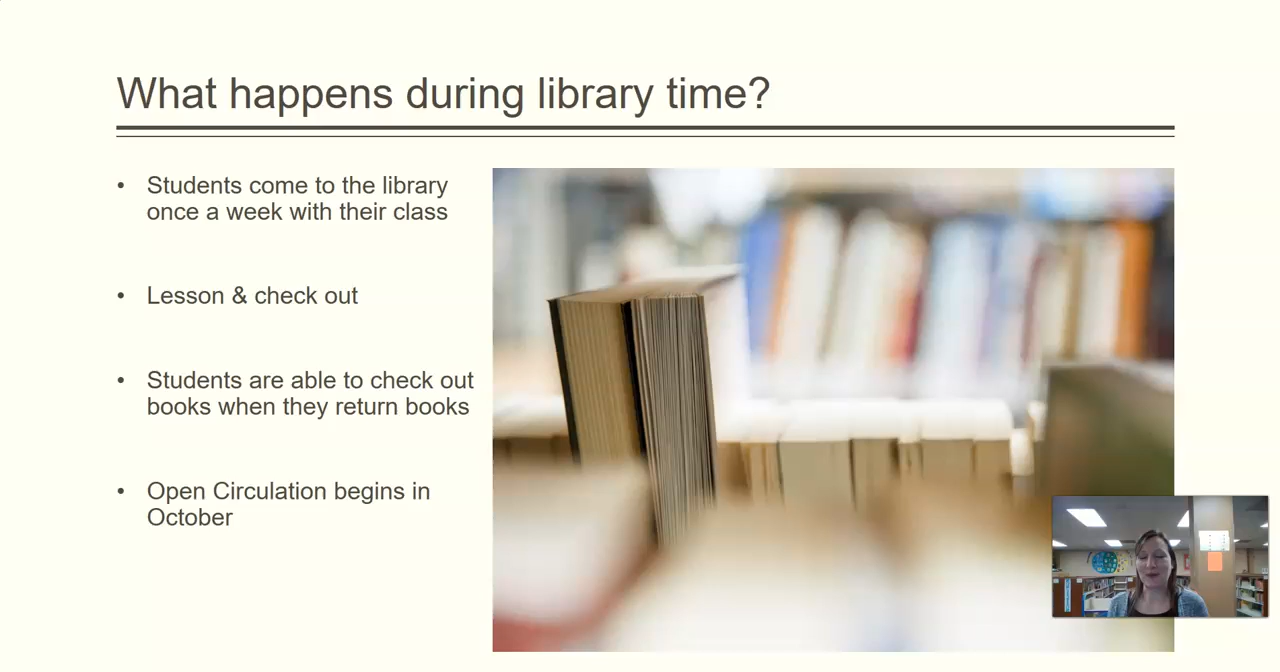 What happens during library time?
• Students come to the library
once a week with their class
• Lesson & check out
• Students are able to check out
books when they return books
• Open Circulation begins in
October